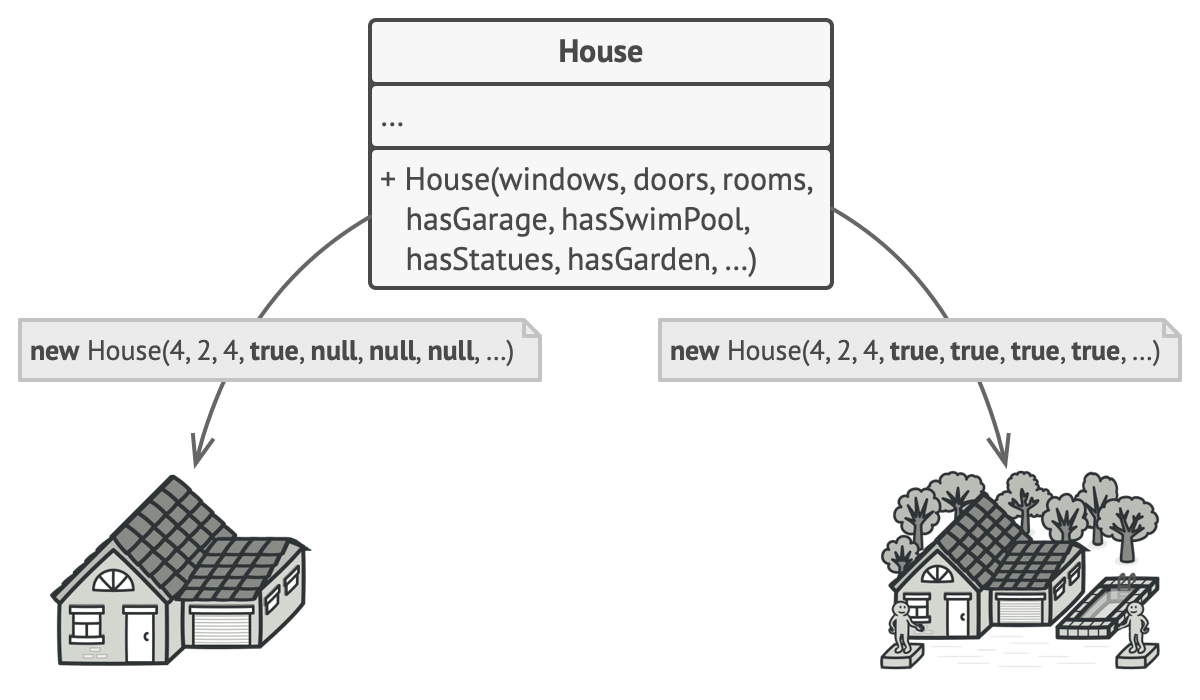 House
...
+ House(windows, doors, rooms,
hasGarage, hasSwimPool,
hasStatues, hasGarden, ...)
new House(4, 2, 4, true, null, null, null, ...)
new House(4, 2, 4, true, true, true, true, ...)